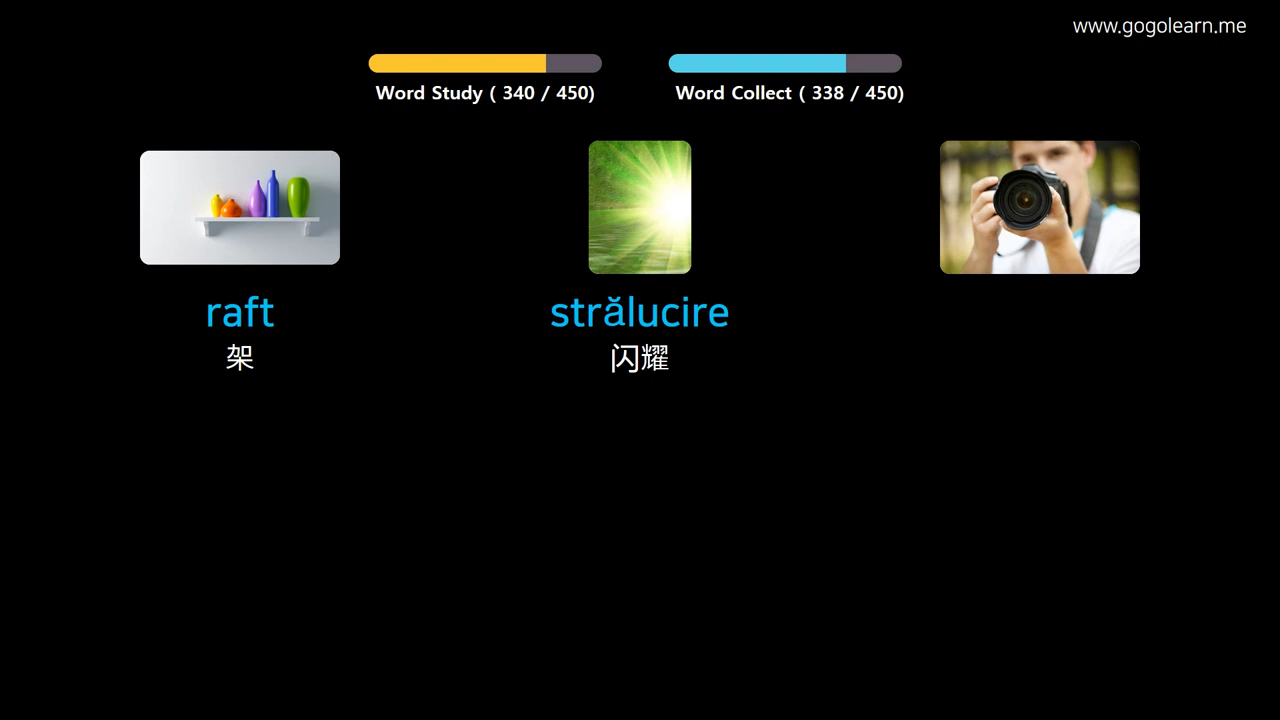 www.gogolearn.me
Word Study ( 340 / 450)
Word Collect ( 338 / 450)
raft
架
strălucire
闪耀